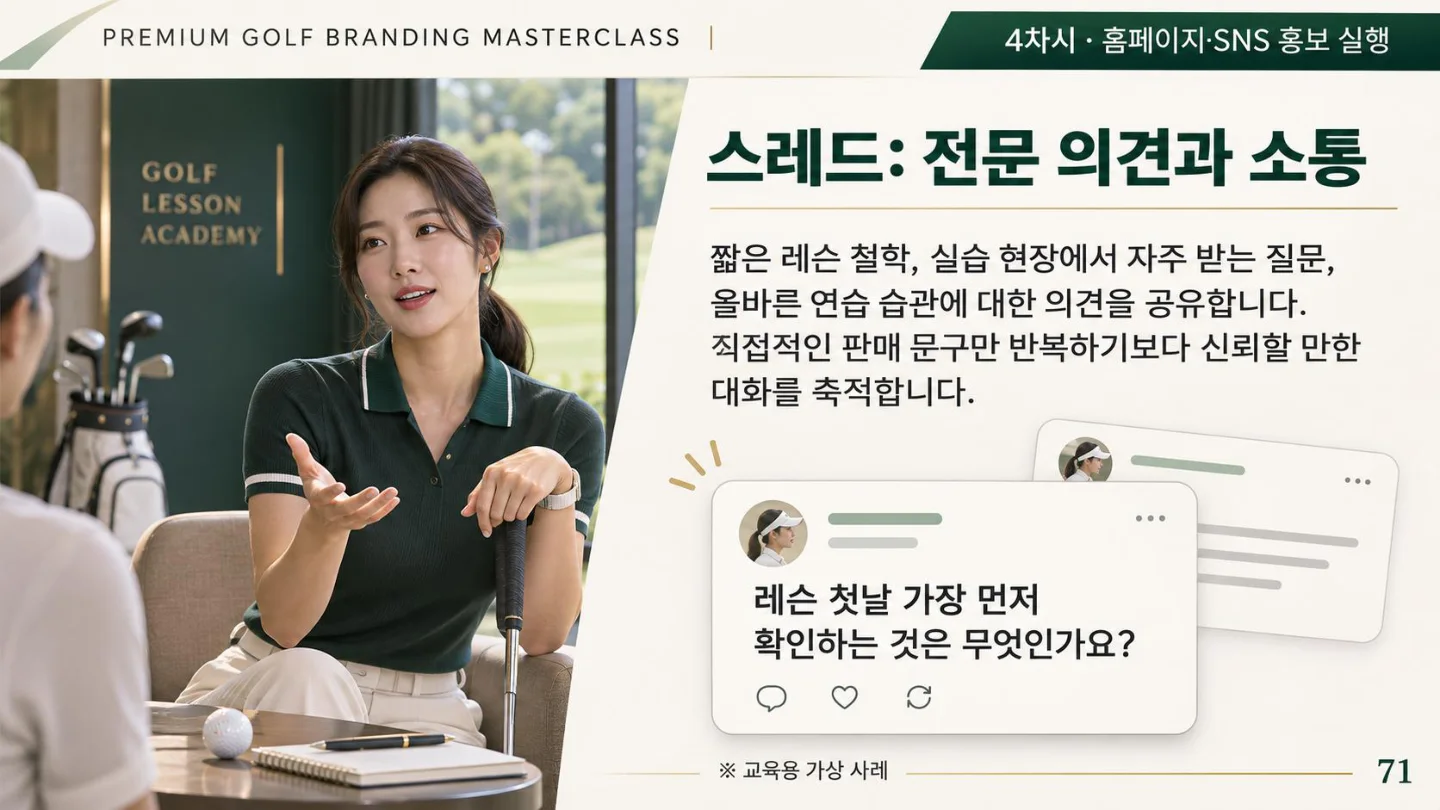 PREMIUM GOLF BRANDING MASTERCLASS
4차시 · 홈페이지·SNS 홍보 실행
GOLF
LESSON
ACADEMY
스레드: 전문 의견과 소통
짧은 레슨 철학, 실습 현장에서 자주 받는 질문,
올바른 연습 습관에 대한 의견을 공유합니다.
직접적인 판매 문구만 반복하기보다 신뢰할 만한
대화를 축적합니다.
레슨 첫날 가장 먼저
확인하는 것은 무엇인가요?
※ 교육용 가상 사례
71